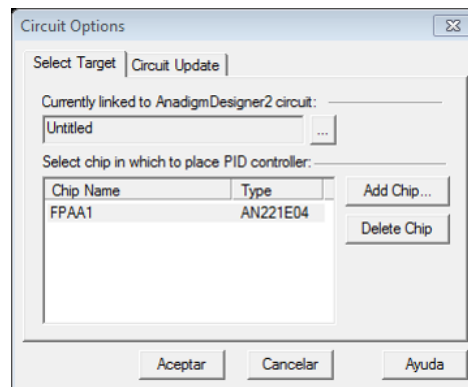 Circuit Options
Select Target Circuit Update
Currently linked to AnadigmDesigner2 circuit:
Untitled ...
Select chip in which to place PID controller:
Chip Name Type Add Chip...
FPAA1 AN221E04
Delete Chip
Aceptar Cancelar Ayuda